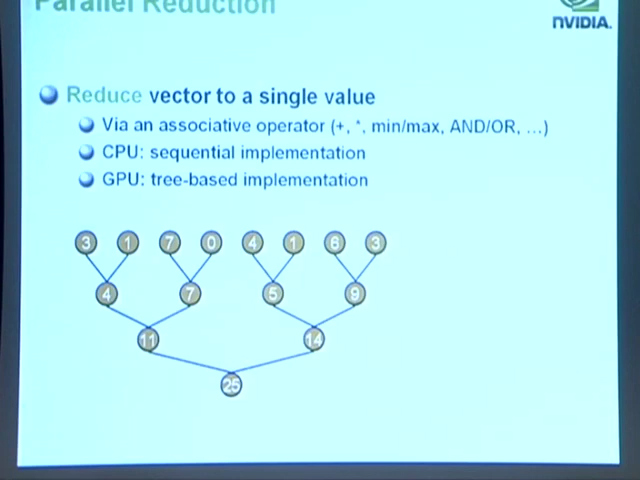 Parallel Reduction
NVIDIA.
Reduce vector to a single value
Via an associative operator (+, *, min/max, AND/OR, ...)
CPU: sequential implementation
GPU: tree-based implementation
3 1 7 0 4 1 6 3
4 7 5 9
11 14
25